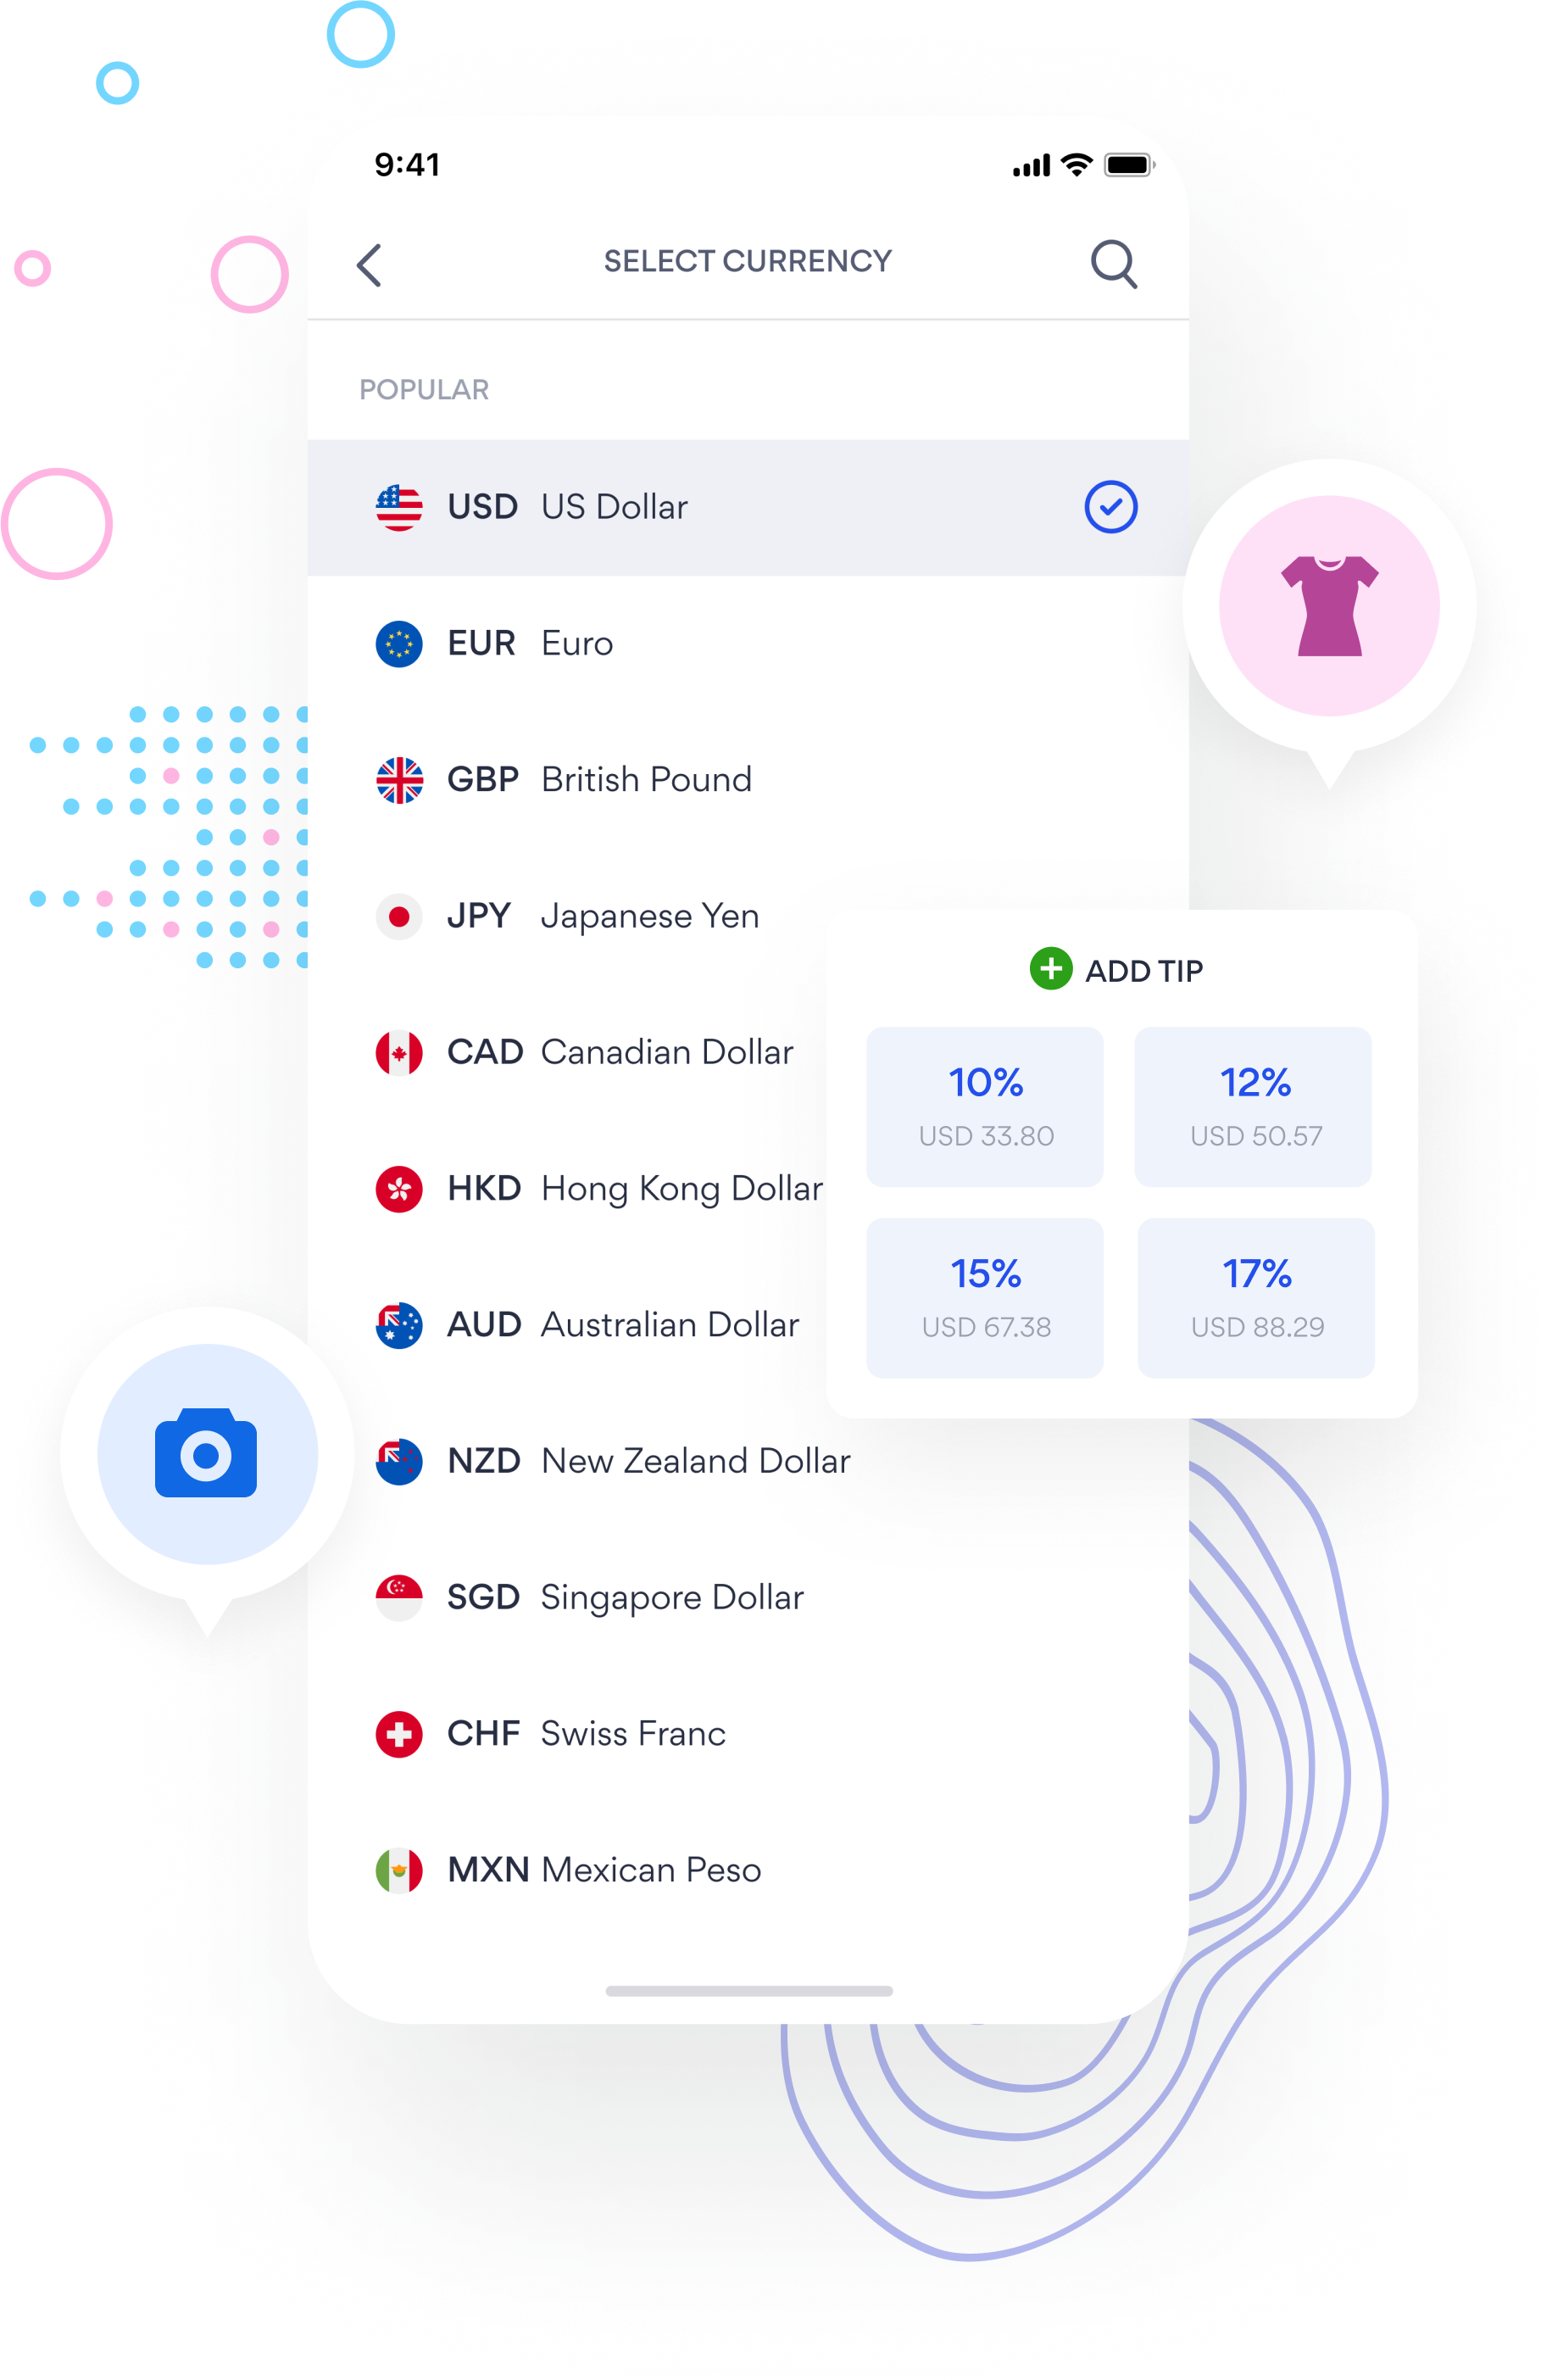 9:41
SELECT CURRENCY
POPULAR
USD US Dollar
EUR Euro
GBP British Pound
JPY Japanese Yen
CAD Canadian Dollar
HKD Hong Kong Dollar
AUD Australian Dollar
NZD New Zealand Dollar
SGD Singapore Dollar
CHF Swiss Franc
MXN Mexican Peso
ADD TIP
10%
USD 33.80
12%
USD 50.57
15%
USD 67.38
17%
USD 88.29